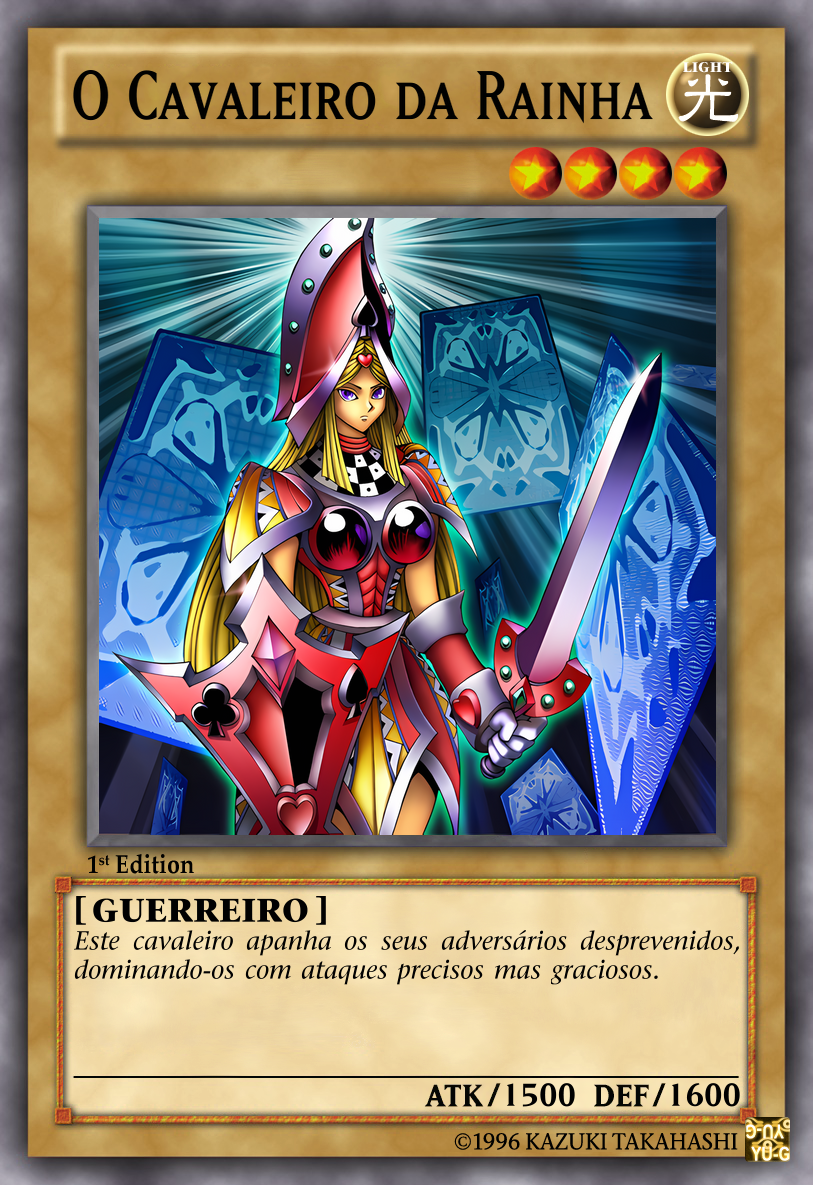 O Cavaleiro da Rainha
LIGHT
光
1st Edition
[ GUERREIRO ]
Este cavaleiro apanha os seus adversários desprevenidos,
dominando-os com ataques precisos mas graciosos.
ATK/1500 DEF/1600
©1996 KAZUKI TAKAHASHI